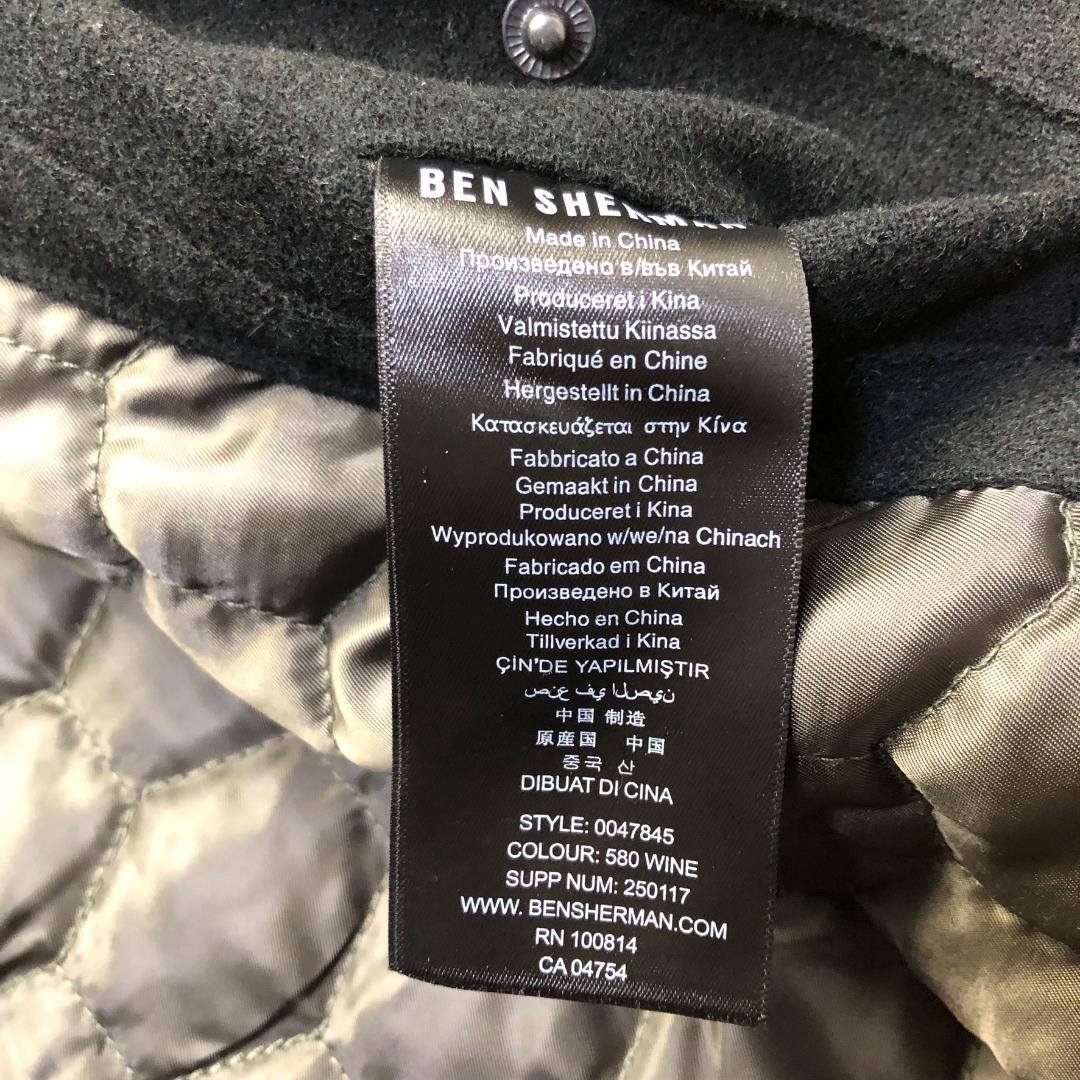 BEN SHERMAN
Made in China
Произведено в/във Китай
Produceret i Kina
Valmistettu Kiinassa
Fabriqué en Chine
Hergestellt in China
Κατασκευάζεται στην Κίνα
Fabbricato a China
Gemaakt in China
Produceret i Kina
Wyprodukowano w/we/na Chinach
Fabricado em China
Произведено в Китай
Hecho en China
Tillverkad i Kina
ÇİN'DE YAPILMIŞTIR
صنع في الصين
中国 制造
原産国 中国
중국 산
DIBUAT DI CINA
STYLE: 0047845
COLOUR: 580 WINE
SUPP NUM: 250117
WWW. BENSHERMAN.COM
RN 100814
CA 04754